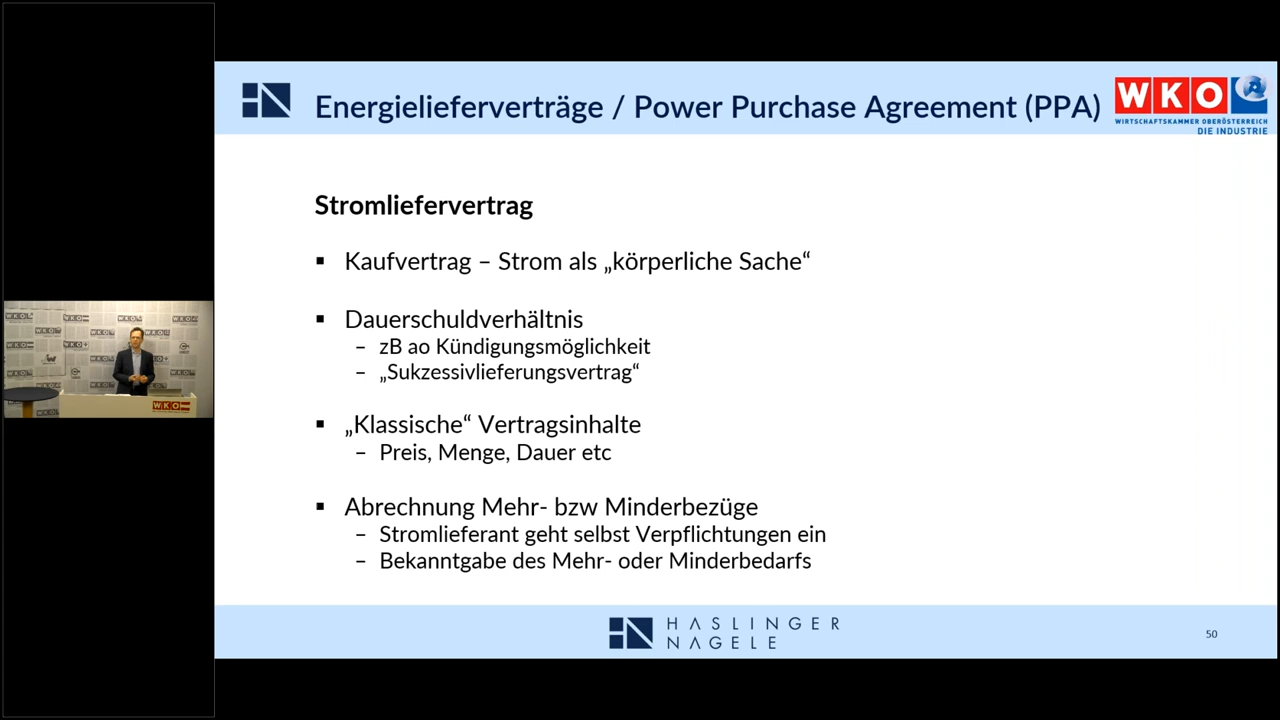 Energielieferverträge / Power Purchase Agreement (PPA)
WKO
WIRTSCHAFTSKAMMER OBERÖSTERREICH
DIE INDUSTRIE
Stromliefervertrag
▪ Kaufvertrag – Strom als „körperliche Sache“
▪ Dauerschuldverhältnis
– zB ao Kündigungsmöglichkeit
– „Sukzessivlieferungsvertrag“
▪ „Klassische“ Vertragsinhalte
– Preis, Menge, Dauer etc
▪ Abrechnung Mehr- bzw Minderbezüge
– Stromlieferant geht selbst Verpflichtungen ein
– Bekanntgabe des Mehr- oder Minderbedarfs
HASLINGER
NAGELE
50
WKO